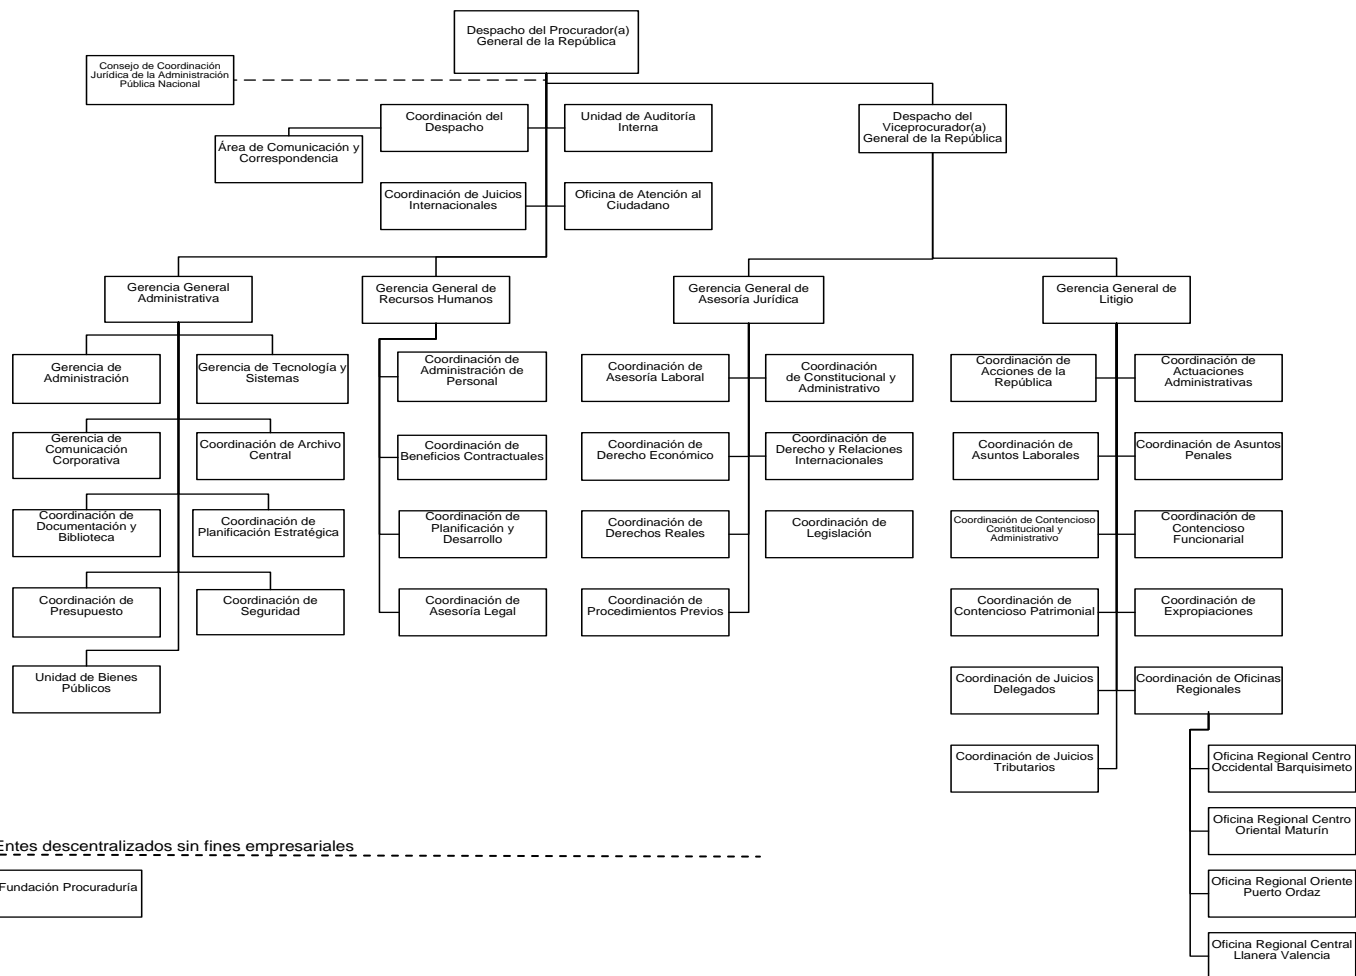 Despacho del Procurador(a)
General de la República
Consejo de Coordinación
Jurídica de la Administración
Pública Nacional
Coordinación del
Despacho
Unidad de Auditoría
Interna
Despacho del
Viceprocurador(a)
General de la República
Área de Comunicación y
Correspondencia
Coordinación de Juicios
Internacionales
Oficina de Atención al
Ciudadano
Gerencia General
Administrativa
Gerencia General de
Recursos Humanos
Gerencia General de
Asesoría Jurídica
Gerencia General de
Litigio
Gerencia de
Administración
Gerencia de Tecnología y
Sistemas
Coordinación de
Administración de
Personal
Coordinación de
Asesoría Laboral
Coordinación
de Constitucional y
Administrativo
Coordinación de
Acciones de la
República
Coordinación de
Actuaciones
Administrativas
Gerencia de
Comunicación
Corporativa
Coordinación de Archivo
Central
Coordinación de
Beneficios Contractuales
Coordinación de
Derecho Económico
Coordinación de
Derecho y Relaciones
Internacionales
Coordinación de
Asuntos Laborales
Coordinación de Asuntos
Penales
Coordinación de
Documentación y
Biblioteca
Coordinación de
Planificación Estratégica
Coordinación de
Planificación y
Desarrollo
Coordinación de
Derechos Reales
Coordinación de
Legislación
Coordinación de Contencioso
Constitucional y
Administrativo
Coordinación de
Contencioso
Funcionarial
Coordinación de
Presupuesto
Coordinación de
Seguridad
Coordinación de
Asesoría Legal
Coordinación de
Procedimientos Previos
Coordinación de
Contencioso Patrimonial
Coordinación de
Expropiaciones
Unidad de Bienes
Públicos
Coordinación de Juicios
Delegados
Coordinación de Oficinas
Regionales
Coordinación de Juicios
Tributarios
Oficina Regional Centro
Occidental Barquisimeto
Oficina Regional Centro
Oriental Maturín
Oficina Regional Oriente
Puerto Ordaz
Oficina Regional Central
Llanera Valencia
Entes descentralizados sin fines empresariales
Fundación Procuraduría